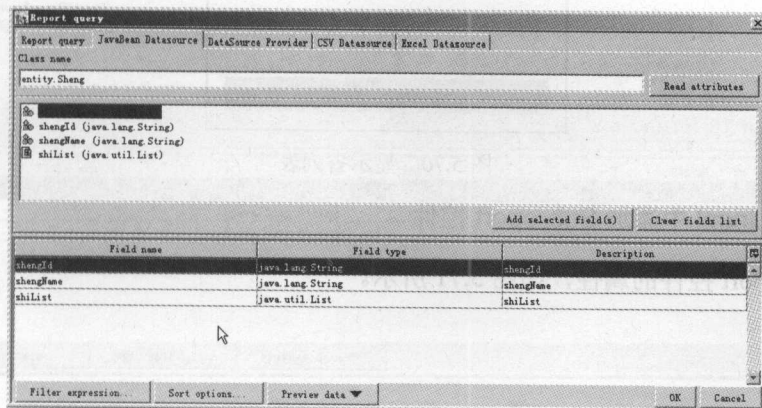 Report query
Report query JavaBean Datasource DataSource Provider CSV Datasource Excel Datasource
Class name
entity.Sheng
Read attributes
shengId (java.lang.String)
shengName (java.lang.String)
shiList (java.util.List)
Add selected field(s) Clear fields list
Field name Field type Description
shengId java.lang.String shengId
shengName java.lang.String shengName
shiList java.util.List shiList
Filter expression... Sort options... Preview data OK Cancel